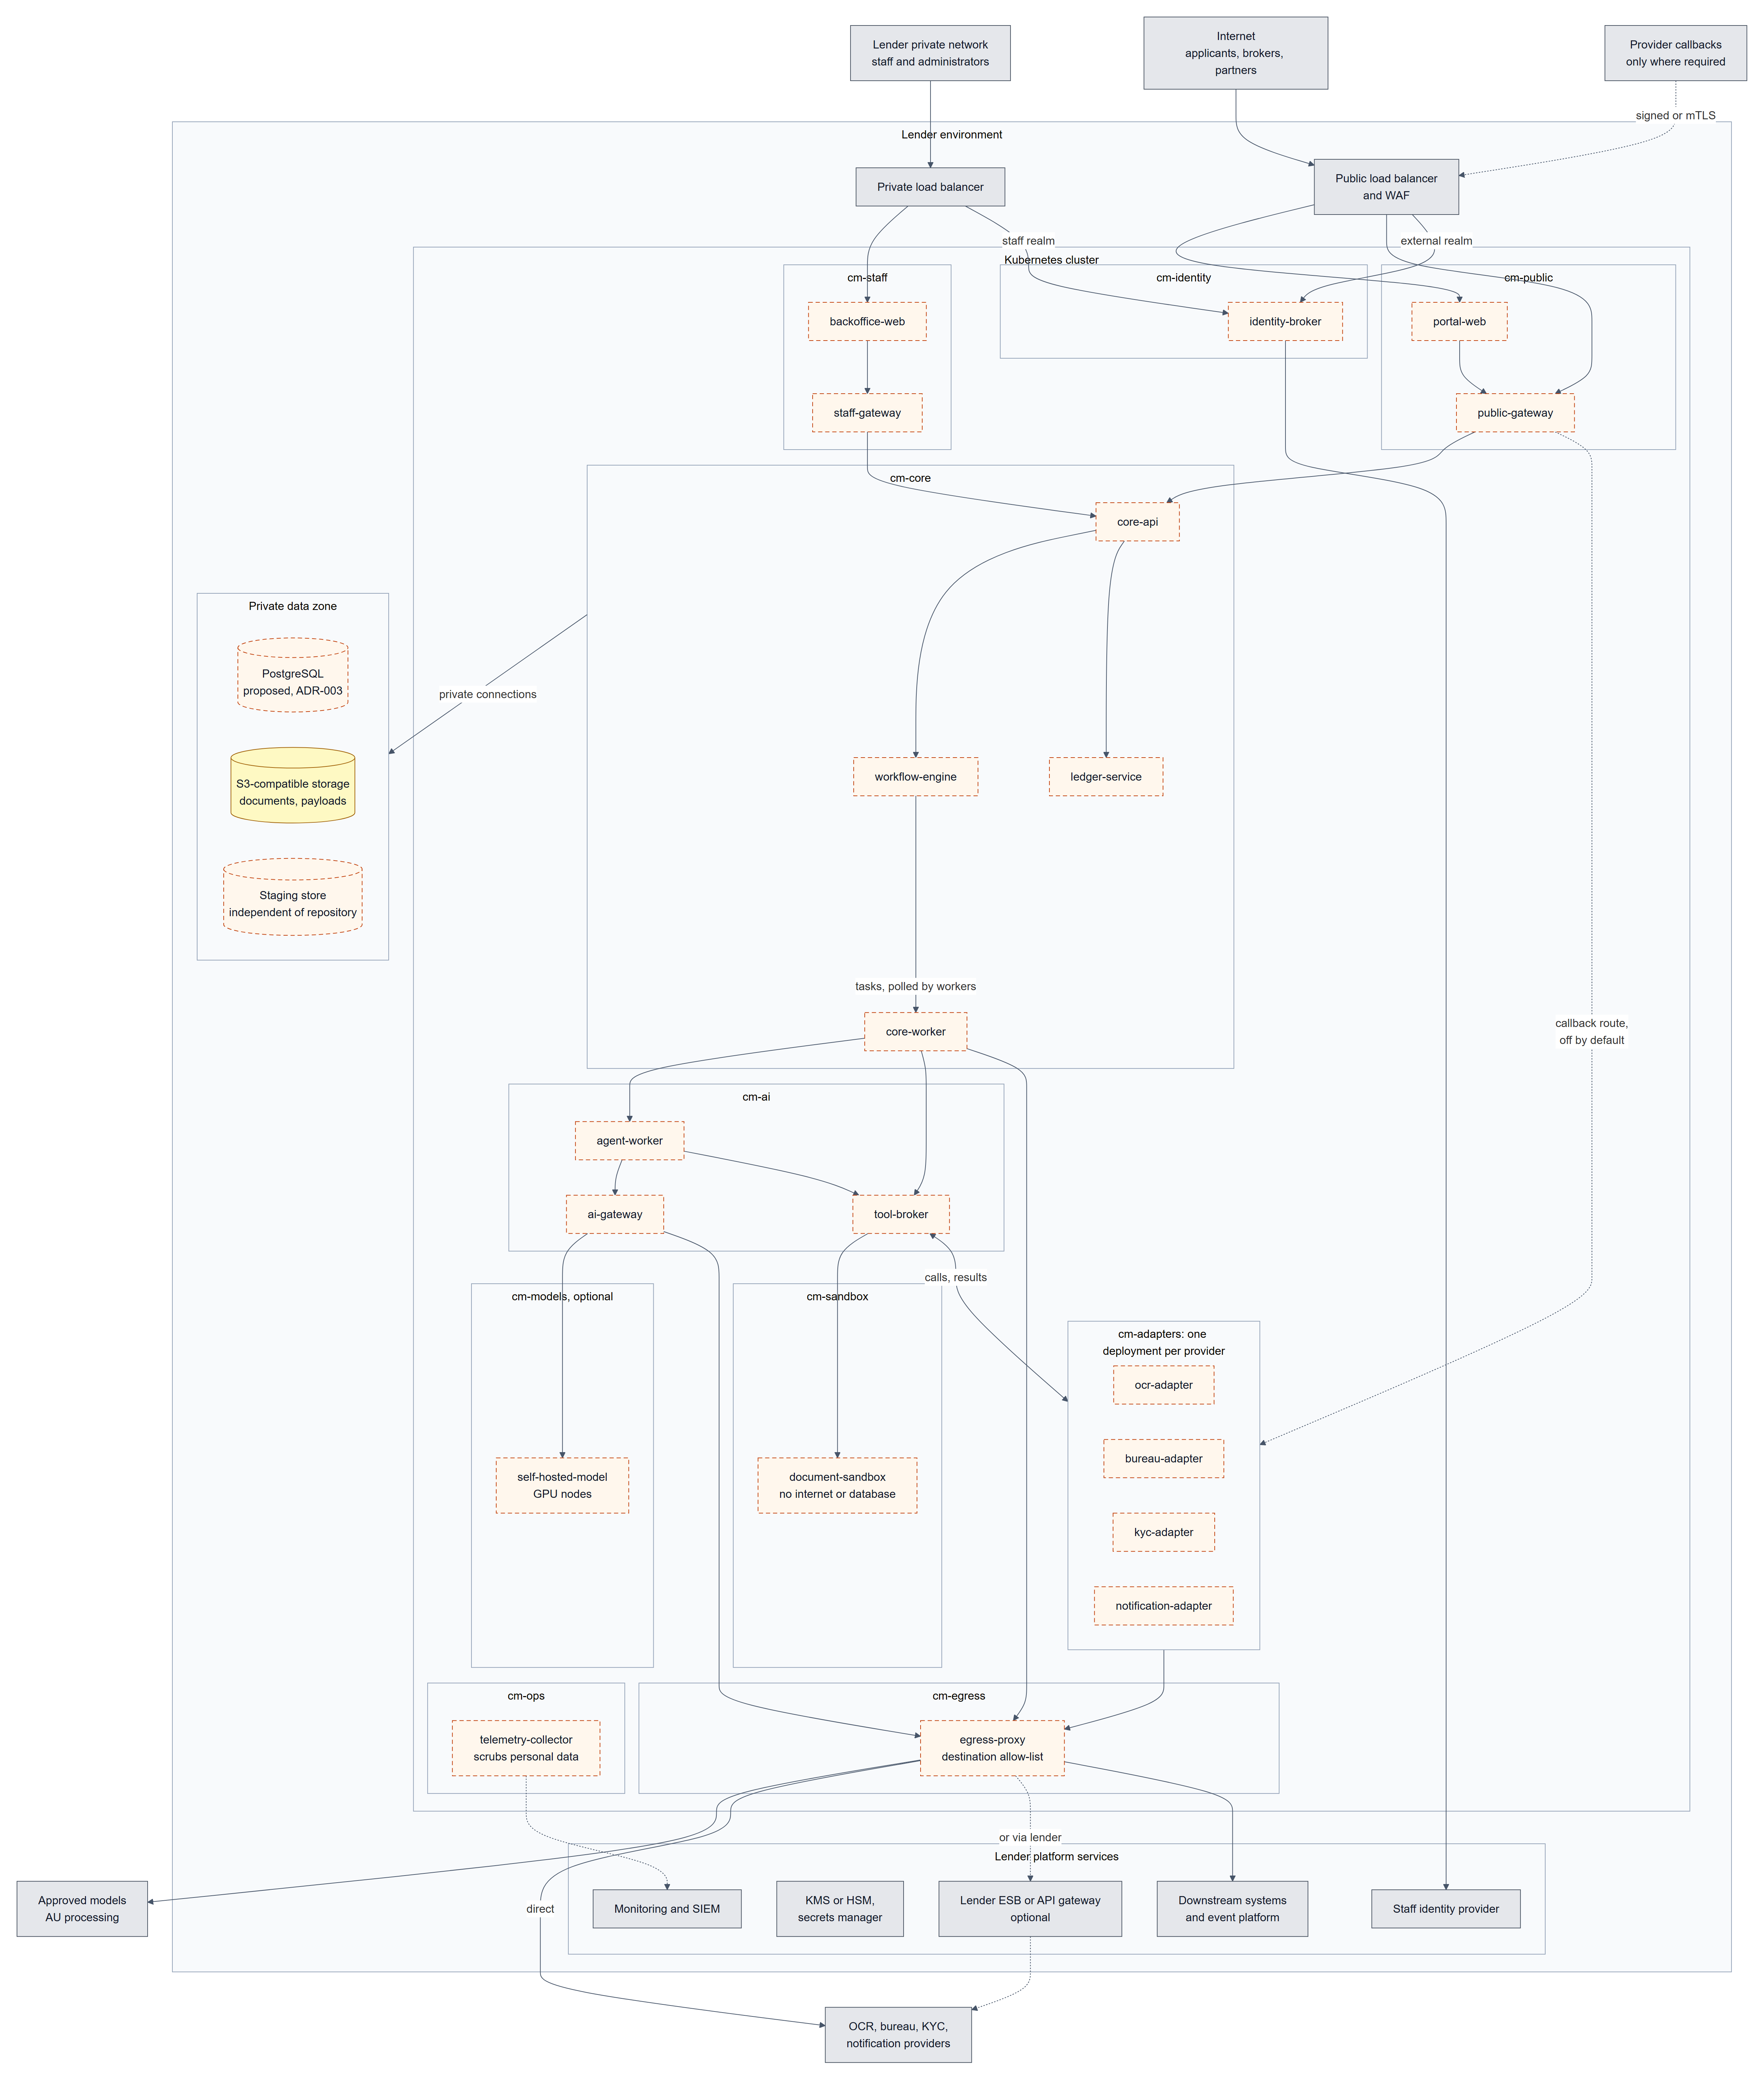 Lender private network
staff and administrators
Internet
applicants, brokers,
partners
Provider callbacks
only where required
signed or mTLS
Lender environment
Private load balancer
Public load balancer
and WAF
staff realm
external realm
Kubernetes cluster
cm-staff
cm-identity
cm-public
backoffice-web
identity-broker
portal-web
staff-gateway
public-gateway
cm-core
core-api
Private data zone
PostgreSQL
proposed, ADR-003
private connections
S3-compatible storage
documents, payloads
workflow-engine
ledger-service
Staging store
independent of repository
tasks, polled by workers
core-worker
callback route,
off by default
cm-ai
agent-worker
ai-gateway
tool-broker
calls, results
cm-models, optional
cm-sandbox
cm-adapters: one
deployment per provider
ocr-adapter
bureau-adapter
self-hosted-model
GPU nodes
document-sandbox
no internet or database
kyc-adapter
notification-adapter
cm-ops
cm-egress
telemetry-collector
scrubs personal data
egress-proxy
destination allow-list
or via lender
Lender platform services
Approved models
AU processing
direct
Monitoring and SIEM
KMS or HSM,
secrets manager
Lender ESB or API gateway
optional
Downstream systems
and event platform
Staff identity provider
OCR, bureau, KYC,
notification providers